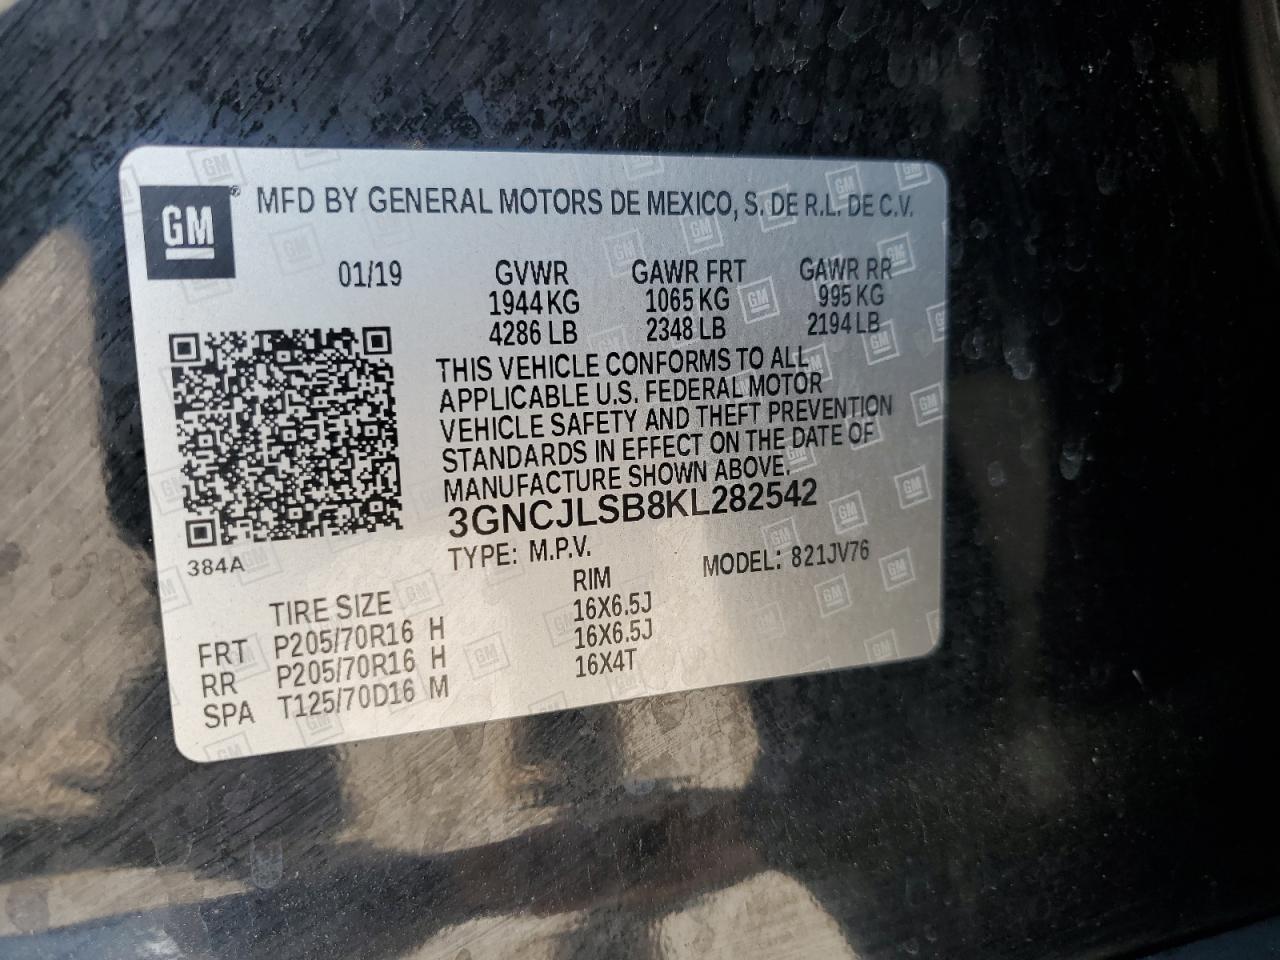 GM
® MFD BY GENERAL MOTORS DE MEXICO, S. DE R.L. DE C.V.
01/19 GVWR GAWR FRT GAWR RR
1944 KG 1065 KG 995 KG
4286 LB 2348 LB 2194 LB
THIS VEHICLE CONFORMS TO ALL
APPLICABLE U.S. FEDERAL MOTOR
VEHICLE SAFETY AND THEFT PREVENTION
STANDARDS IN EFFECT ON THE DATE OF
MANUFACTURE SHOWN ABOVE.
3GNCJLSB8KL282542
384A
TYPE: M.P.V. MODEL: 821JV76
TIRE SIZE RIM
FRT P205/70R16 H 16X6.5J
RR P205/70R16 H 16X6.5J
SPA T125/70D16 M 16X4T